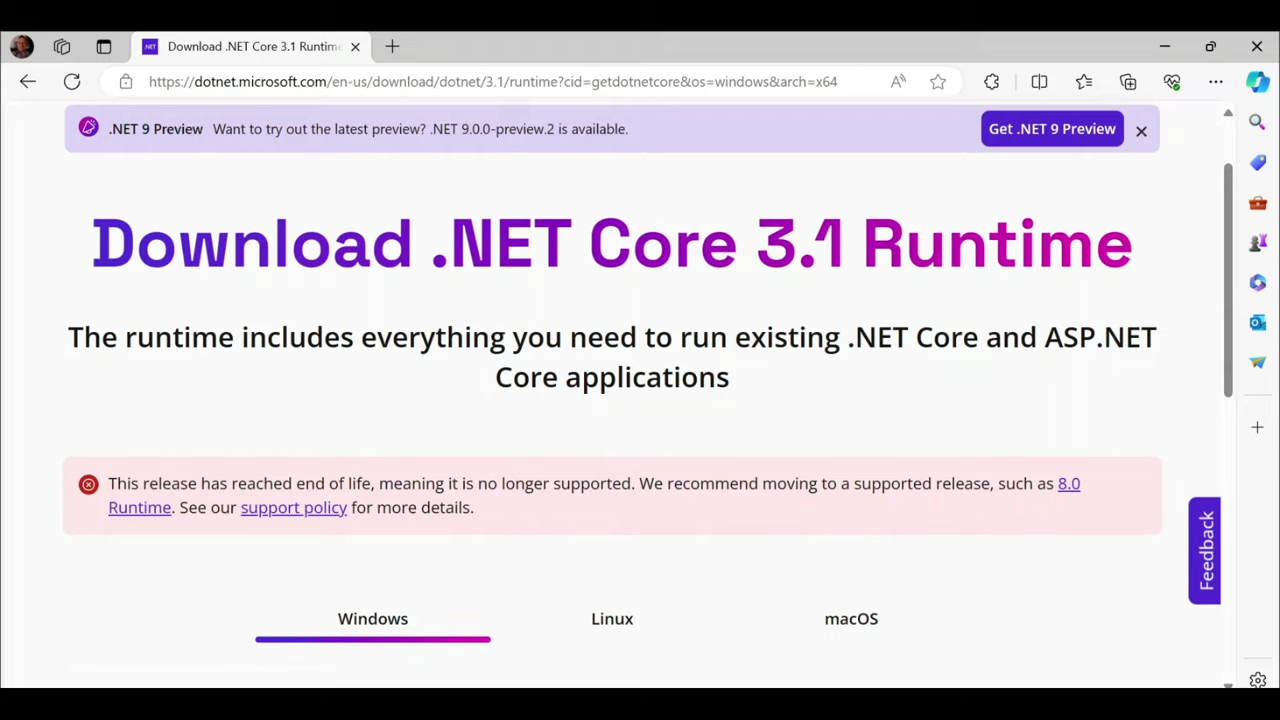 Download .NET Core 3.1 Runtim
https://dotnet.microsoft.com/en-us/download/dotnet/3.1/runtime?cid=getdotnetcore&os=windows&arch=x64
.NET 9 Preview Want to try out the latest preview? .NET 9.0.0-preview.2 is available. Get .NET 9 Preview
Download .NET Core 3.1 Runtime
The runtime includes everything you need to run existing .NET Core and ASP.NET
Core applications
This release has reached end of life, meaning it is no longer supported. We recommend moving to a supported release, such as 8.0
Runtime. See our support policy for more details.
Feedback
Windows Linux macOS